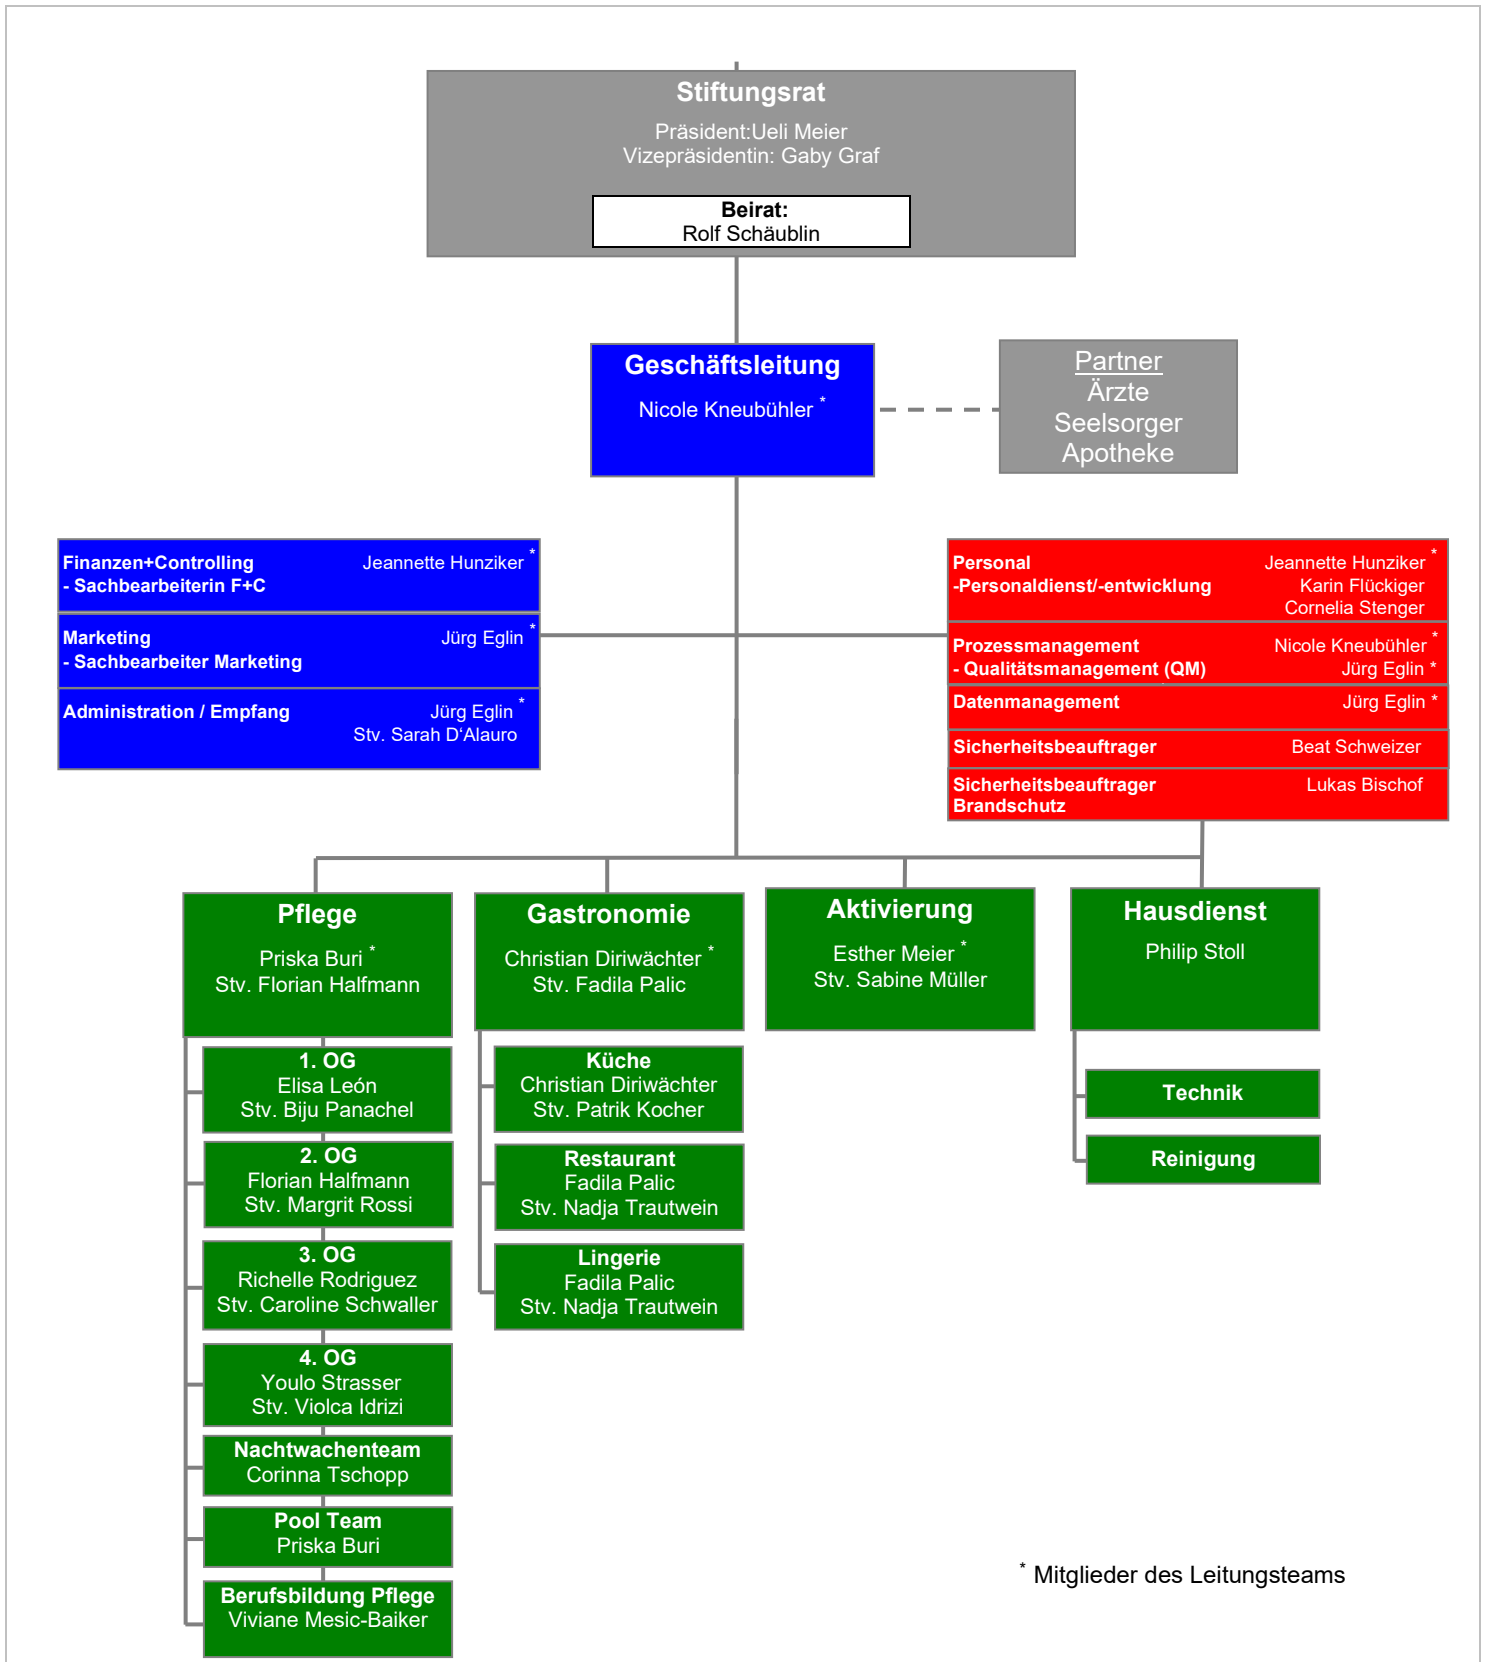 Stiftungsrat
Präsident:Ueli Meier
Vizepräsidentin: Gaby Graf
Beirat:
Rolf Schäublin
Geschäftsleitung
Nicole Kneubühler *
Partner
Ärzte
Seelsorger
Apotheke
Finanzen+Controlling Jeannette Hunziker *
- Sachbearbeiterin F+C
Marketing Jürg Eglin *
- Sachbearbeiter Marketing
Administration / Empfang Jürg Eglin *
Stv. Sarah D‘Alauro
Personal Jeannette Hunziker *
-Personaldienst/-entwicklung Karin Flückiger
Cornelia Stenger
Prozessmanagement Nicole Kneubühler *
- Qualitätsmanagement (QM) Jürg Eglin *
Datenmanagement Jürg Eglin *
Sicherheitsbeauftrager Beat Schweizer
Sicherheitsbeauftrager Lukas Bischof
Brandschutz
Pflege
Priska Buri *
Stv. Florian Halfmann
1. OG
Elisa León
Stv. Biju Panachel
2. OG
Florian Halfmann
Stv. Margrit Rossi
3. OG
Richelle Rodriguez
Stv. Caroline Schwaller
4. OG
Youlo Strasser
Stv. Violca Idrizi
Nachtwachenteam
Corinna Tschopp
Pool Team
Priska Buri
Berufsbildung Pflege
Viviane Mesic-Baiker
Gastronomie
Christian Diriwächter *
Stv. Fadila Palic
Küche
Christian Diriwächter
Stv. Patrik Kocher
Restaurant
Fadila Palic
Stv. Nadja Trautwein
Lingerie
Fadila Palic
Stv. Nadja Trautwein
Aktivierung
Esther Meier *
Stv. Sabine Müller
Hausdienst
Philip Stoll
Technik
Reinigung
* Mitglieder des Leitungsteams